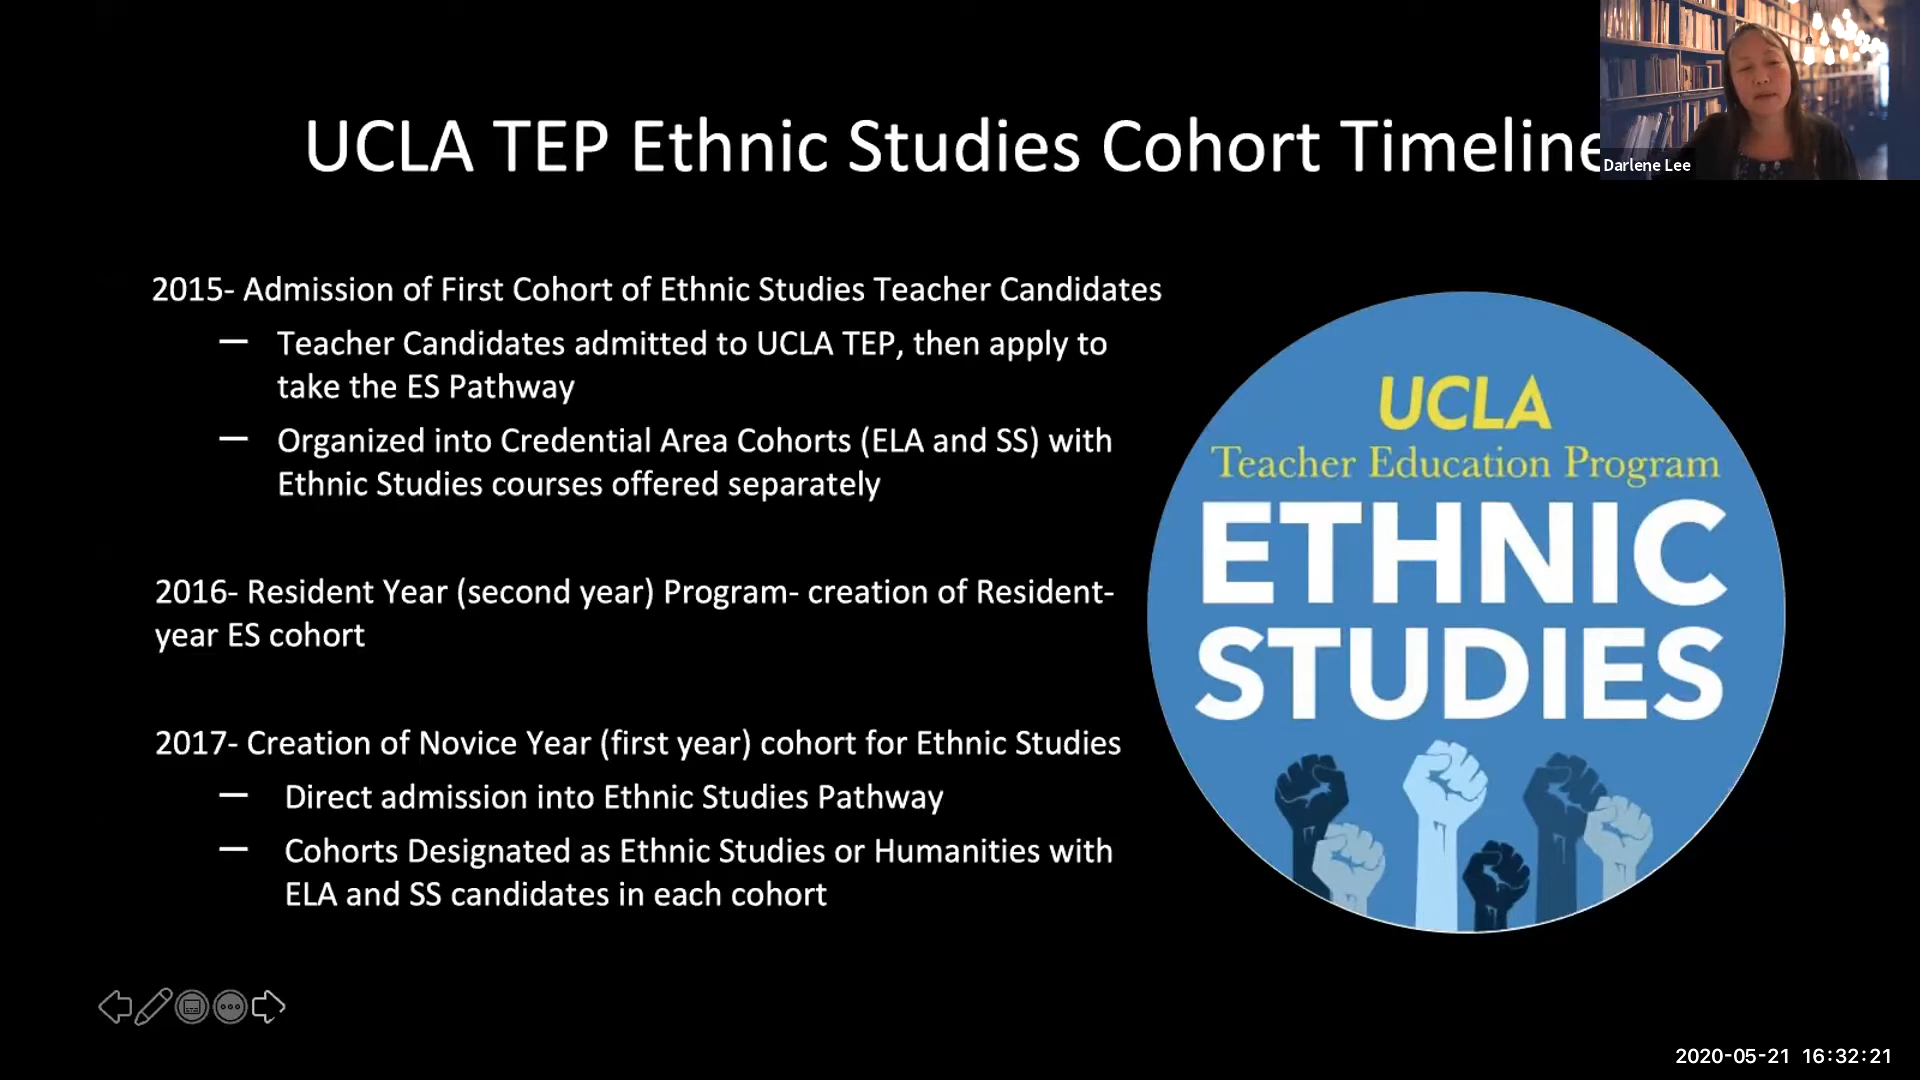 UCLA TEP Ethnic Studies Cohort Timeline
Darlene Lee
2015- Admission of First Cohort of Ethnic Studies Teacher Candidates
— Teacher Candidates admitted to UCLA TEP, then apply to
take the ES Pathway
— Organized into Credential Area Cohorts (ELA and SS) with
Ethnic Studies courses offered separately
2016- Resident Year (second year) Program- creation of Resident-
year ES cohort
2017- Creation of Novice Year (first year) cohort for Ethnic Studies
— Direct admission into Ethnic Studies Pathway
— Cohorts Designated as Ethnic Studies or Humanities with
ELA and SS candidates in each cohort
UCLA
Teacher Education Program
ETHNIC
STUDIES
2020-05-21 16:32:21